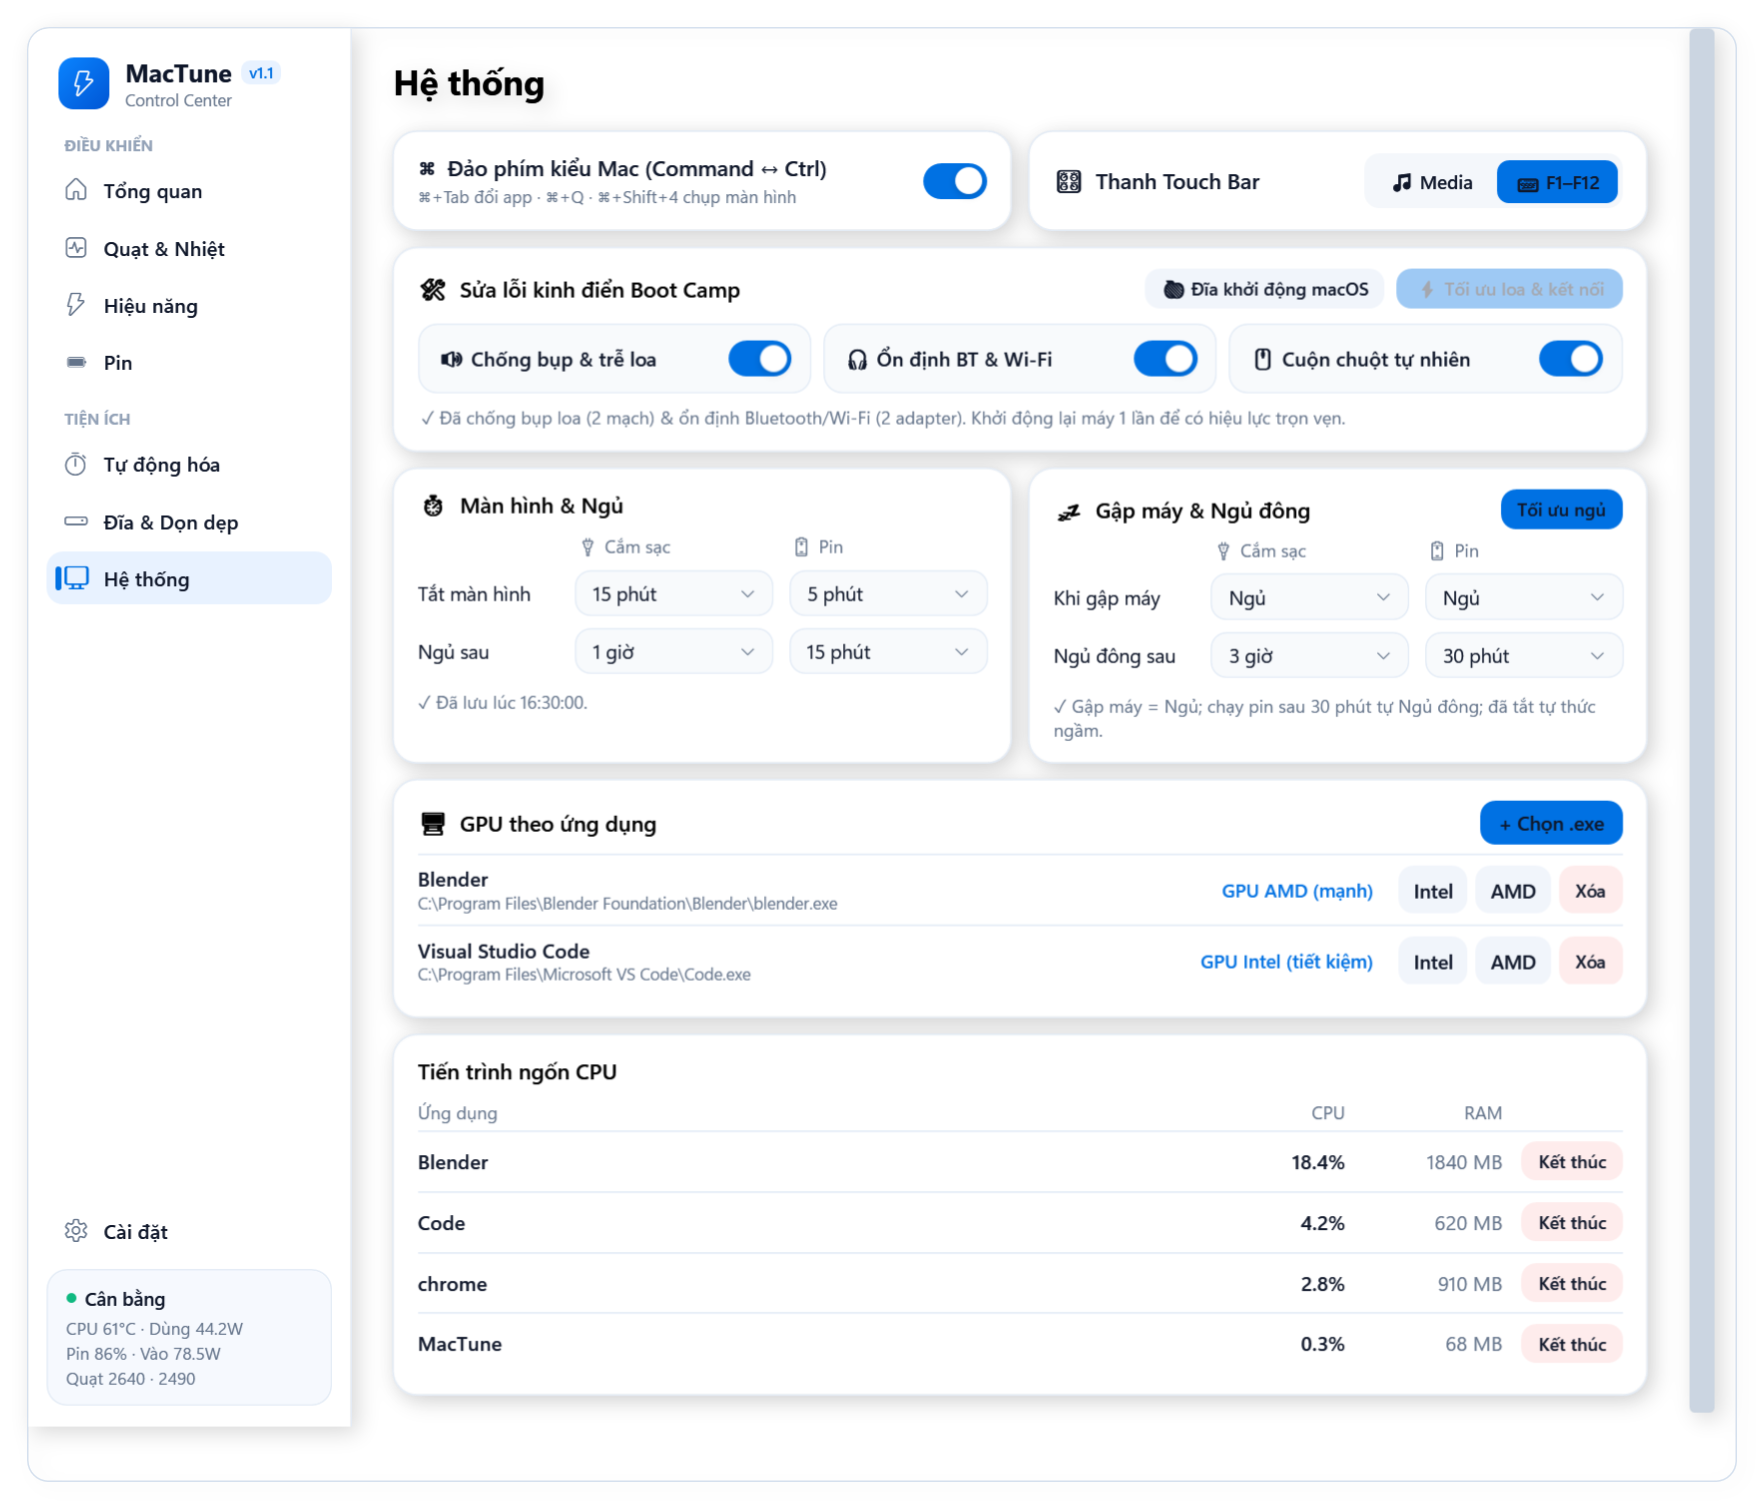 MacTune v1.1
Control Center
ĐIỀU KHIỂN
Tổng quan
Quạt & Nhiệt
Hiệu năng
Pin
TIỆN ÍCH
Tự động hóa
Đĩa & Dọn dẹp
Hệ thống
Cài đặt
Cân bằng
CPU 61°C · Dùng 44.2W
Pin 86% · Vào 78.5W
Quạt 2640 · 2490
Hệ thống
⌘ Đảo phím kiểu Mac (Command ↔ Ctrl)
⌘+Tab đổi app · ⌘+Q · ⌘+Shift+4 chụp màn hình
Thanh Touch Bar
Media
F1–F12
Sửa lỗi kinh điển Boot Camp
Đĩa khởi động macOS
Tối ưu loa & kết nối
Chống bụp & trễ loa
Ổn định BT & Wi-Fi
Cuộn chuột tự nhiên
✓ Đã chống bụp loa (2 mạch) & ổn định Bluetooth/Wi-Fi (2 adapter). Khởi động lại máy 1 lần để có hiệu lực trọn vẹn.
Màn hình & Ngủ
Cắm sạc Pin
Tắt màn hình 15 phút 5 phút
Ngủ sau 1 giờ 15 phút
✓ Đã lưu lúc 16:30:00.
Gập máy & Ngủ đông
Tối ưu ngủ
Cắm sạc Pin
Khi gập máy Ngủ Ngủ
Ngủ đông sau 3 giờ 30 phút
✓ Gập máy = Ngủ; chạy pin sau 30 phút tự Ngủ đông; đã tắt tự thức
ngầm.
GPU theo ứng dụng
+ Chọn .exe
Blender
C:\Program Files\Blender Foundation\Blender\blender.exe
GPU AMD (mạnh) Intel AMD Xóa
Visual Studio Code
C:\Program Files\Microsoft VS Code\Code.exe
GPU Intel (tiết kiệm) Intel AMD Xóa
Tiến trình ngốn CPU
Ứng dụng CPU RAM
Blender 18.4% 1840 MB Kết thúc
Code 4.2% 620 MB Kết thúc
chrome 2.8% 910 MB Kết thúc
MacTune 0.3% 68 MB Kết thúc